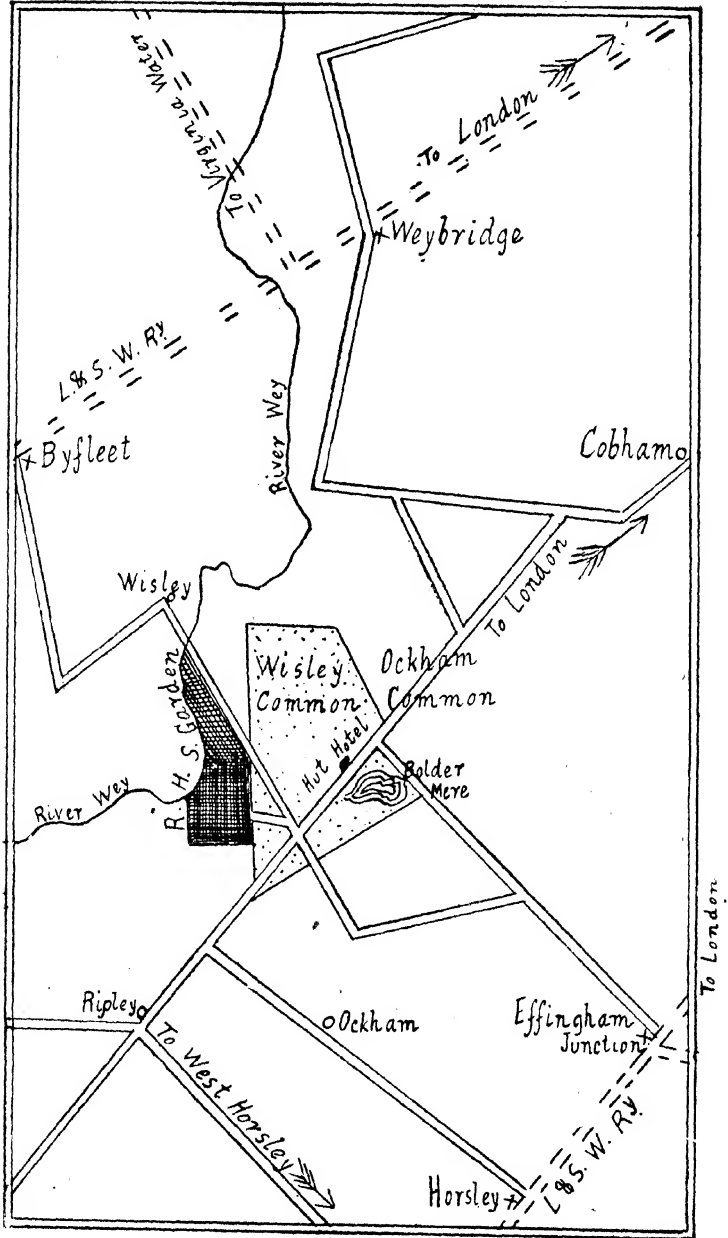 To Virginia Water
To London
Weybridge
L. & S. W. Ry
River Wey
Byfleet
Cobham
Wisley
To London
Wisley
Common
Ockham
Common
R. H. S. Garden
Hut Hotel
Bolder
Mere
River Wey
To London
Ripley
Ockham
Effingham
Junction
To West Horsley
Horsley
L & S. W. Ry